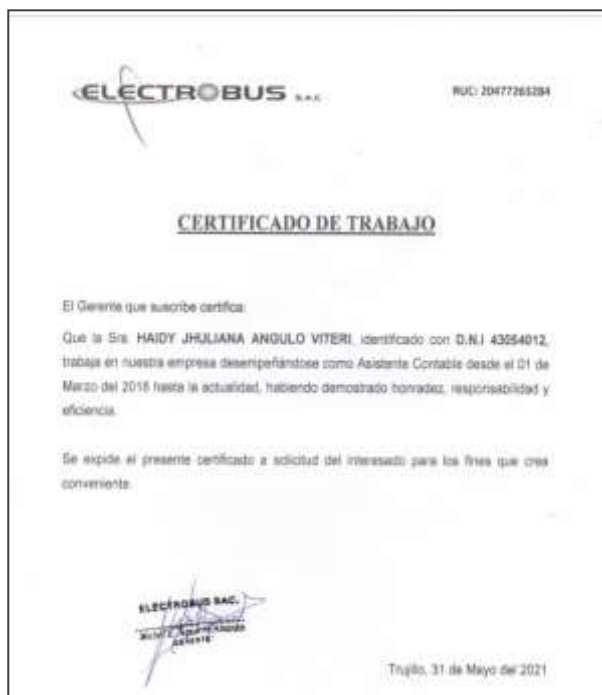 ELECTROBUS S.A.C
RUC: 20477265284
CERTIFICADO DE TRABAJO
El Gerente que suscribe certifica:
Que la Sra. HAIDY JHULIANA ANGULO VITERI, identificado con D.N.I 43054012,
trabaja en nuestra empresa desempeñándose como Asistente Contable desde el 01 de
Marzo del 2016 hasta la actualidad, habiendo demostrado honradez, responsabilidad y
eficiencia.
Se expide el presente certificado a solicitud del interesado para los fines que crea
conveniente.
ELECTROBUS SAC.
GERENTE
Trujillo, 31 de Mayo del 2021